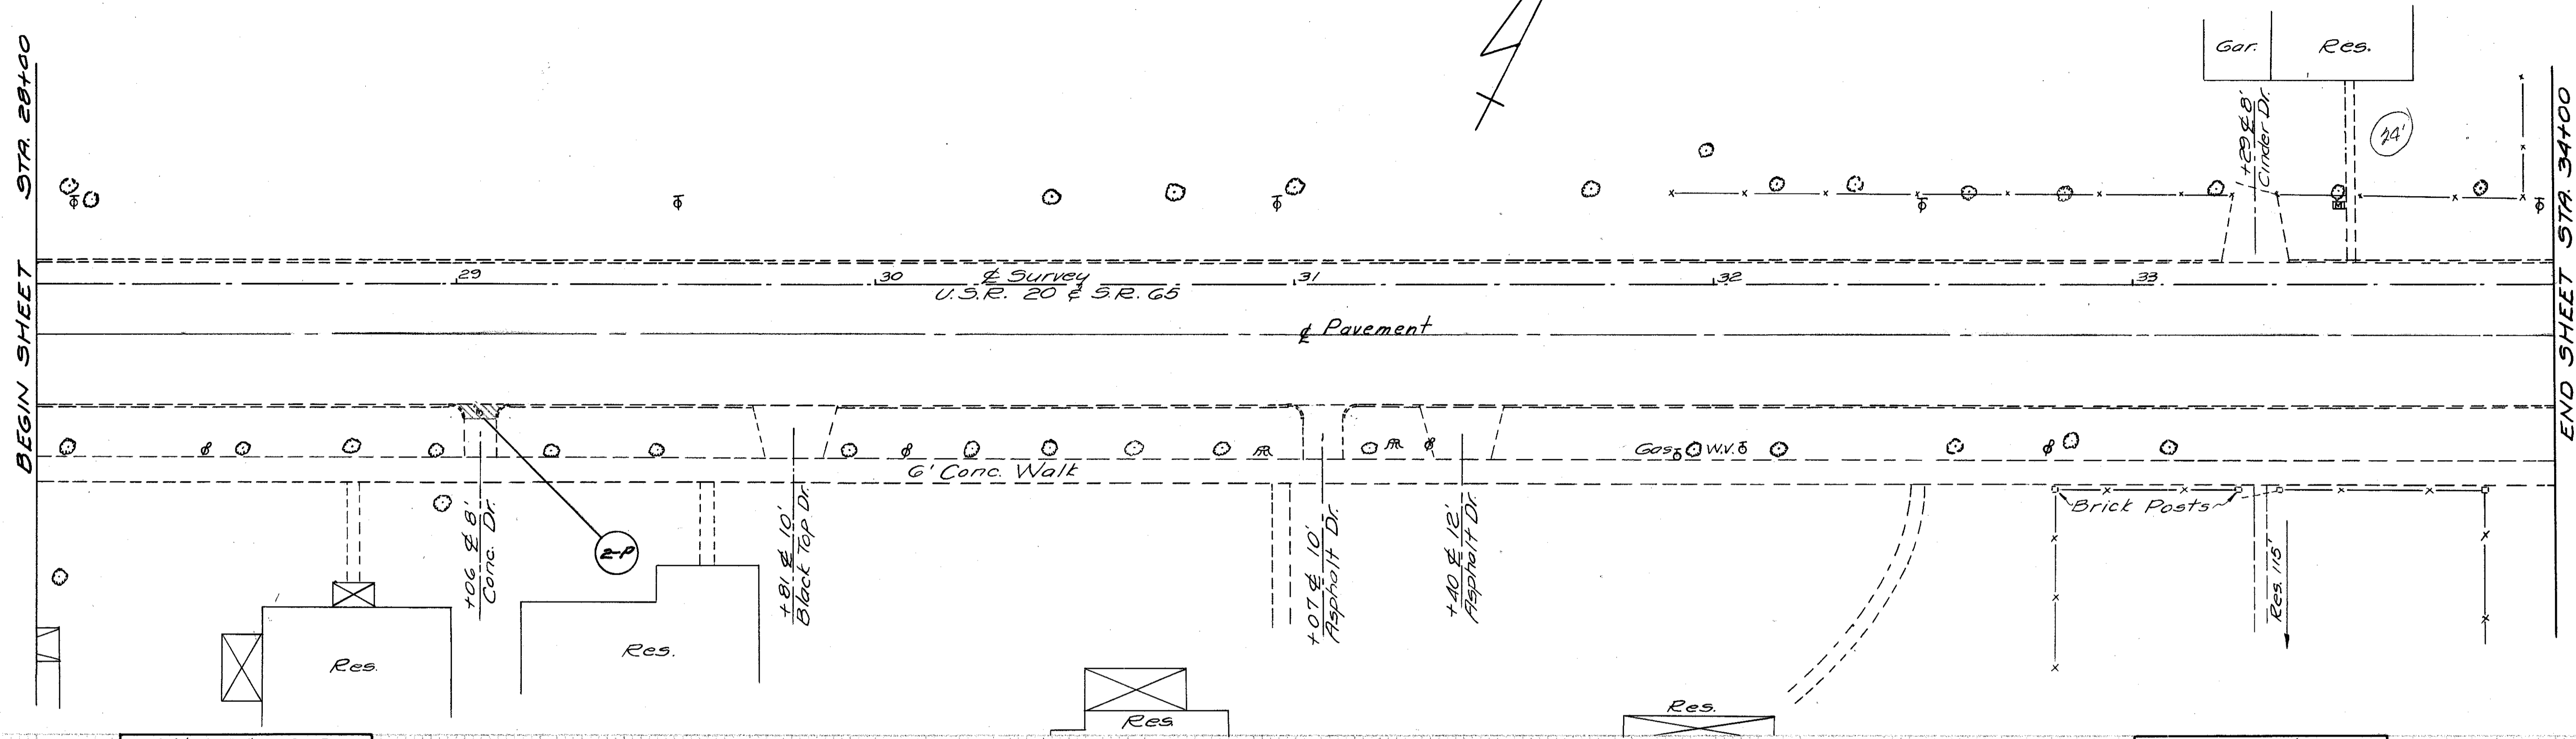 BEGIN SHEET STA. 28+00
Gar.
Res.
+29 ₵ 8'
Cinder Dr.
24'
M
29
30
31
32
33
₵ Survey
U.S.R. 20 & S.R. 65
₵ Pavement
END SHEET STA. 34+00
Gas
W.V.
6' Conc. Walk
+06 ₵ 8'
Conc. Dr.
2-P
+81 ₵ 10'
Black Top Dr.
+07 ₵ 10'
Asphalt Dr.
+40 ₵ 12'
Asphalt Dr.
Brick Posts
Res. 115'
Res.
Res.
Res.
Res.